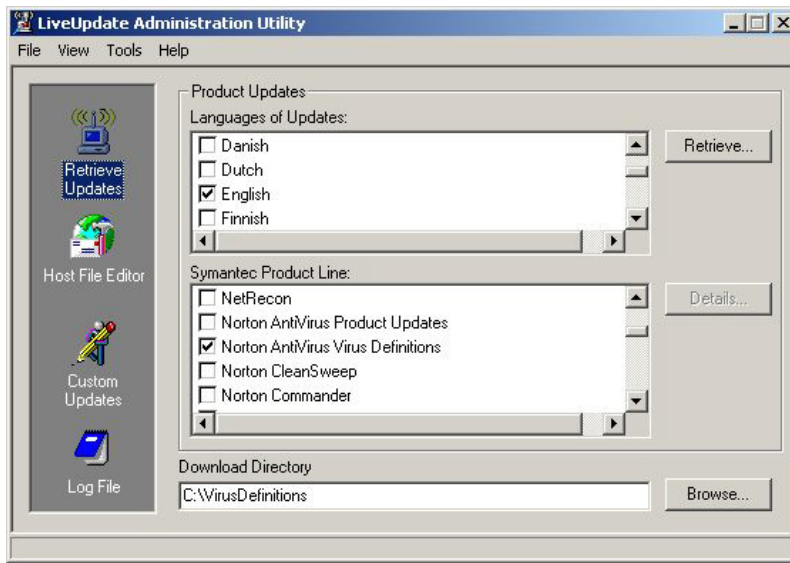 LiveUpdate Administration Utility
File View Tools Help
Retrieve Updates
Host File Editor
Custom Updates
Log File
Product Updates
Languages of Updates:
Danish
Dutch
English
Finnish
Retrieve...
Symantec Product Line:
NetRecon
Norton AntiVirus Product Updates
Norton AntiVirus Virus Definitions
Norton CleanSweep
Norton Commander
Details...
Download Directory
C:\VirusDefinitions
Browse...